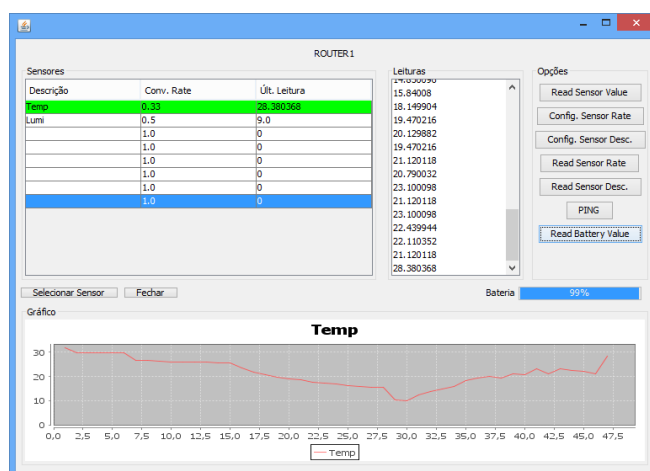 ROUTER1
Sensores
Descrição Conv. Rate Últ. Leitura
Temp 0.33 28.380368
Lumi 0.5 9.0
1.0 0
1.0 0
1.0 0
1.0 0
1.0 0
1.0 0
Leituras
15.84008
18.149904
19.470216
20.129882
19.470216
21.120118
20.790032
23.100098
21.120118
23.100098
22.439944
22.110352
21.120118
28.380368
Opções
Read Sensor Value
Config. Sensor Rate
Config. Sensor Desc.
Read Sensor Rate
Read Sensor Desc.
PING
Read Battery Value
Selecionar Sensor Fechar
Bateria 99%
Gráfico
Temp
30
20
10
0
0,0 2,5 5,0 7,5 10,0 12,5 15,0 17,5 20,0 22,5 25,0 27,5 30,0 32,5 35,0 37,5 40,0 42,5 45,0 47,5
Temp